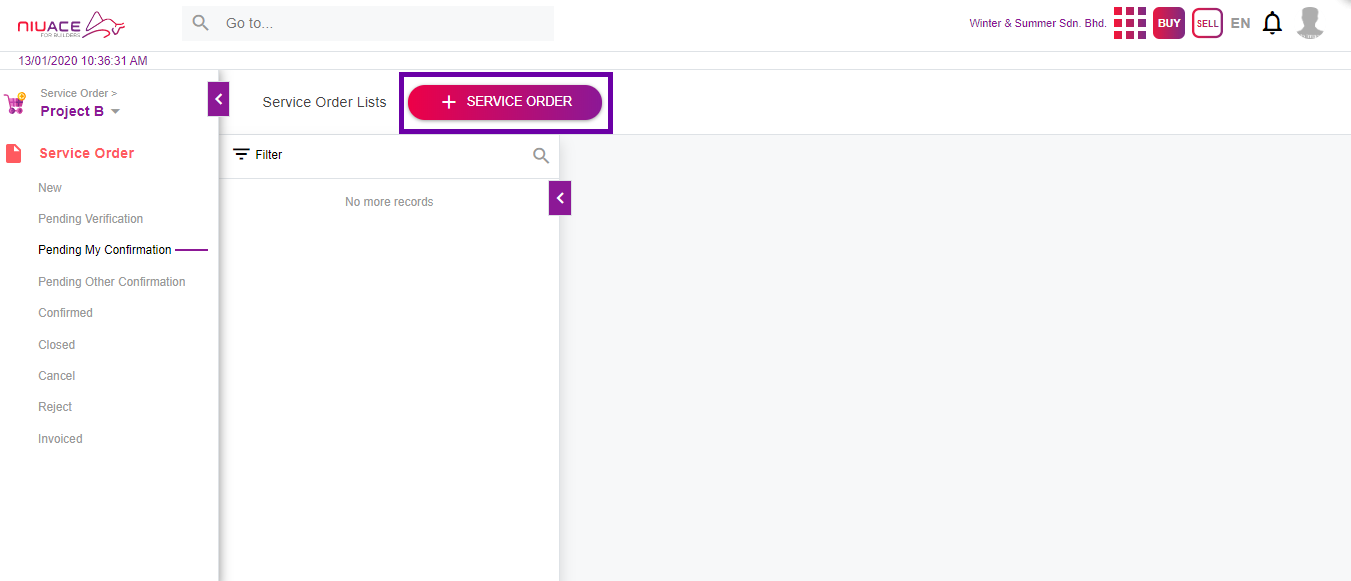 NIUACE
FOR BUILDERS
Go to...
Winter & Summer Sdn. Bhd.
BUY
SELL
EN
13/01/2020 10:36:31 AM
Service Order >
Project B
Service Order Lists
+ SERVICE ORDER
Service Order
Filter
New
No more records
Pending Verification
Pending My Confirmation
Pending Other Confirmation
Confirmed
Closed
Cancel
Reject
Invoiced